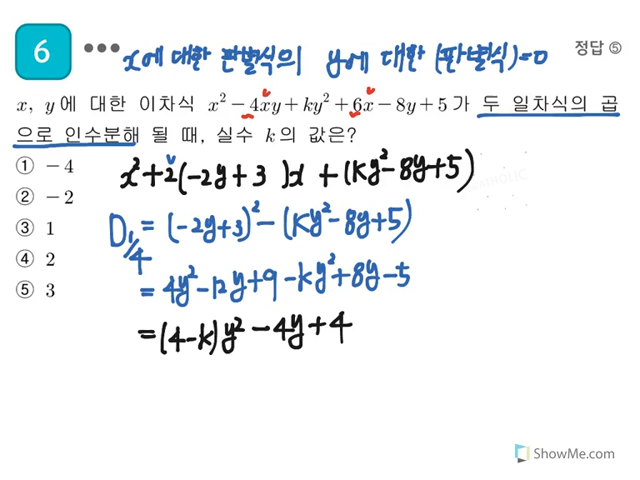 6 ••• x에 대한 판별식의 y에 대한 (판별식)=0 정답 ⑤
x, y에 대한 이차식 x² − 4xy + ky² + 6x − 8y + 5가 두 일차식의 곱
으로 인수분해 될 때, 실수 k의 값은?
① −4
x² + 2(−2y + 3 )x + (ky² − 8y + 5)
② −2
③ 1
D₁/4 = (−2y + 3)² − (ky² − 8y + 5)
④ 2
⑤ 3
= 4y² − 12y + 9 − ky² + 8y − 5
= (4 − k)y² − 4y + 4
ShowMe.com